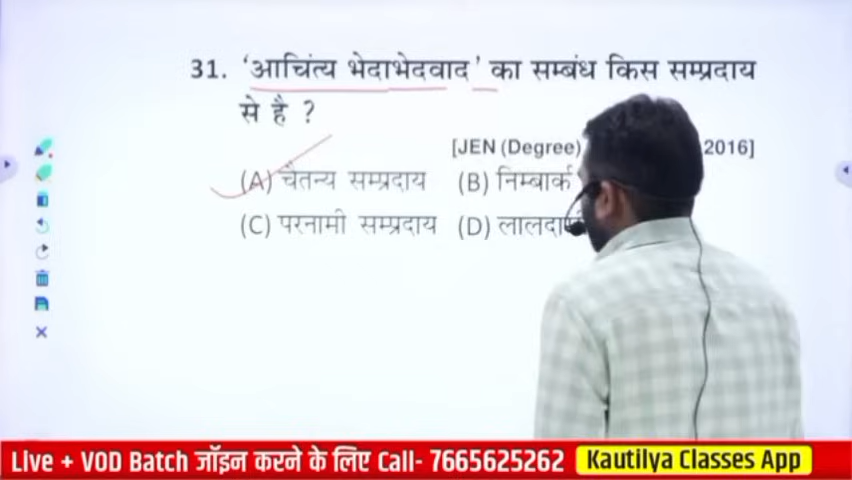 31. 'आचिंत्य भेदाभेदवाद' का सम्बंध किस सम्प्रदाय
से है ?
[JEN (Degree) 2016]
(A) चैतन्य सम्प्रदाय (B) निम्बार्क
(C) परनामी सम्प्रदाय (D)
LIve + VOD Batch जॉइन करने के लिए Call- 7665625262 Kautilya Classes App